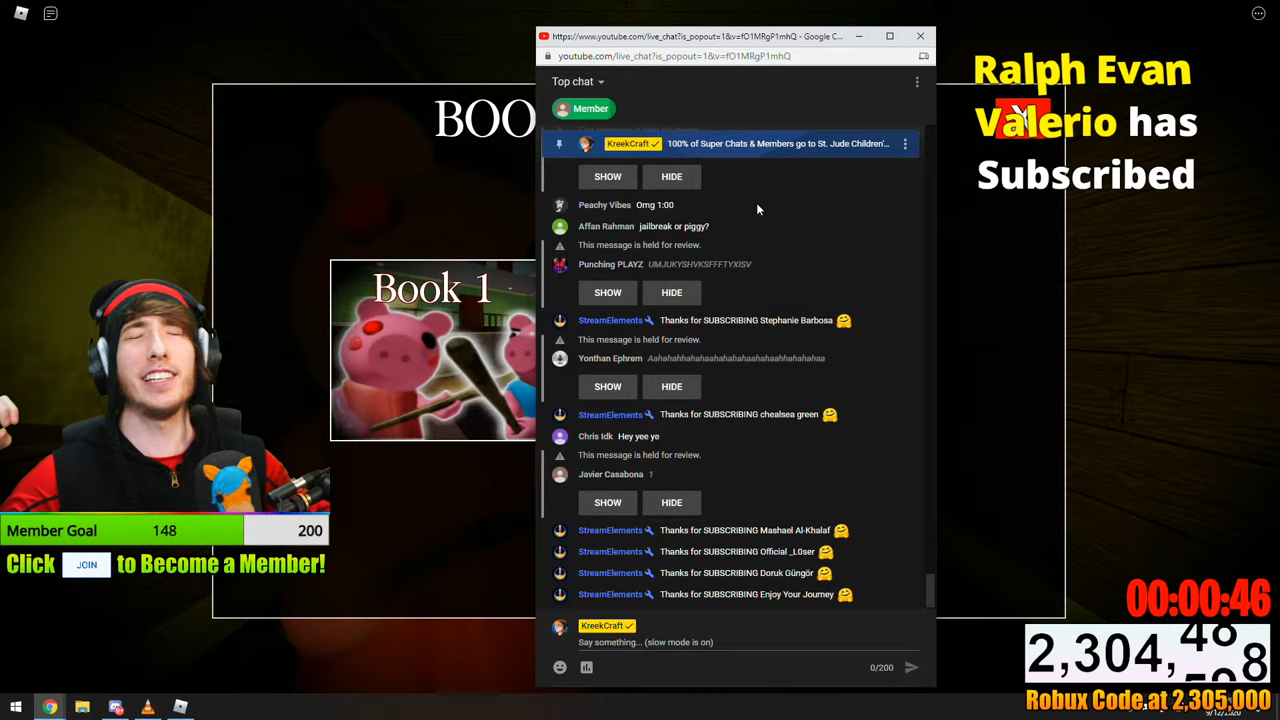 https://www.youtube.com/live_chat?is_popout=1&v=fO1MRgP1mhQ - Google C...
youtube.com/live_chat?is_popout=1&v=fO1MRgP1mhQ
Top chat
Member
KreekCraft 100% of Super Chats & Members go to St. Jude Children'...
SHOW HIDE
Peachy Vibes Omg 1:00
Affan Rahman jailbreak or piggy?
This message is held for review.
Punching PLAYZ UMJUKYSHVKSFFFTYXISV
SHOW HIDE
StreamElements Thanks for SUBSCRIBING Stephanie Barbosa 🤗
This message is held for review.
Yonthan Ephrem Aahahahhahahaahahahahaahahaahhahahahaa
SHOW HIDE
StreamElements Thanks for SUBSCRIBING chealsea green 🤗
Chris Idk Hey yee ye
This message is held for review.
Javier Casabona 1
SHOW HIDE
StreamElements Thanks for SUBSCRIBING Mashael Al-Khalaf 🤗
StreamElements Thanks for SUBSCRIBING Official _L0ser 🤗
StreamElements Thanks for SUBSCRIBING Doruk Güngör 🤗
StreamElements Thanks for SUBSCRIBING Enjoy Your Journey 🤗
KreekCraft
Say something... (slow mode is on)
0/200
BOO
Book 1
Ralph Evan
Valerio has
Subscribed
X
Member Goal 148 200
Click JOIN to Become a Member!
00:00:46
2,304,
Robux Code at 2,305,000
9/12/2020